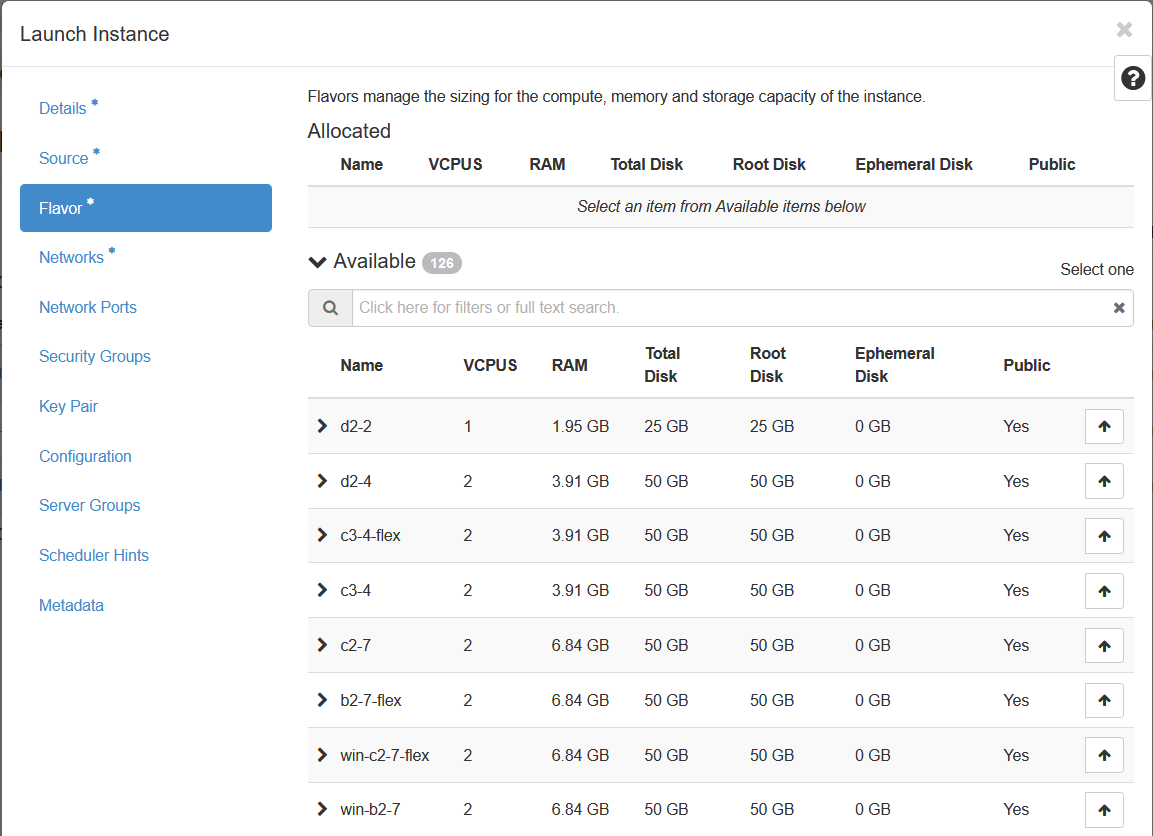 Launch Instance
Details *
Source *
Flavor *
Networks *
Network Ports
Security Groups
Key Pair
Configuration
Server Groups
Scheduler Hints
Metadata
Flavors manage the sizing for the compute, memory and storage capacity of the instance.
Allocated
Name VCPUS RAM Total Disk Root Disk Ephemeral Disk Public
Select an item from Available items below
Available 126
Select one
Click here for filters or full text search.
Name VCPUS RAM Total Disk Root Disk Ephemeral Disk Public
d2-2 1 1.95 GB 25 GB 25 GB 0 GB Yes
d2-4 2 3.91 GB 50 GB 50 GB 0 GB Yes
c3-4-flex 2 3.91 GB 50 GB 50 GB 0 GB Yes
c3-4 2 3.91 GB 50 GB 50 GB 0 GB Yes
c2-7 2 6.84 GB 50 GB 50 GB 0 GB Yes
b2-7-flex 2 6.84 GB 50 GB 50 GB 0 GB Yes
win-c2-7-flex 2 6.84 GB 50 GB 50 GB 0 GB Yes
win-b2-7 2 6.84 GB 50 GB 50 GB 0 GB Yes